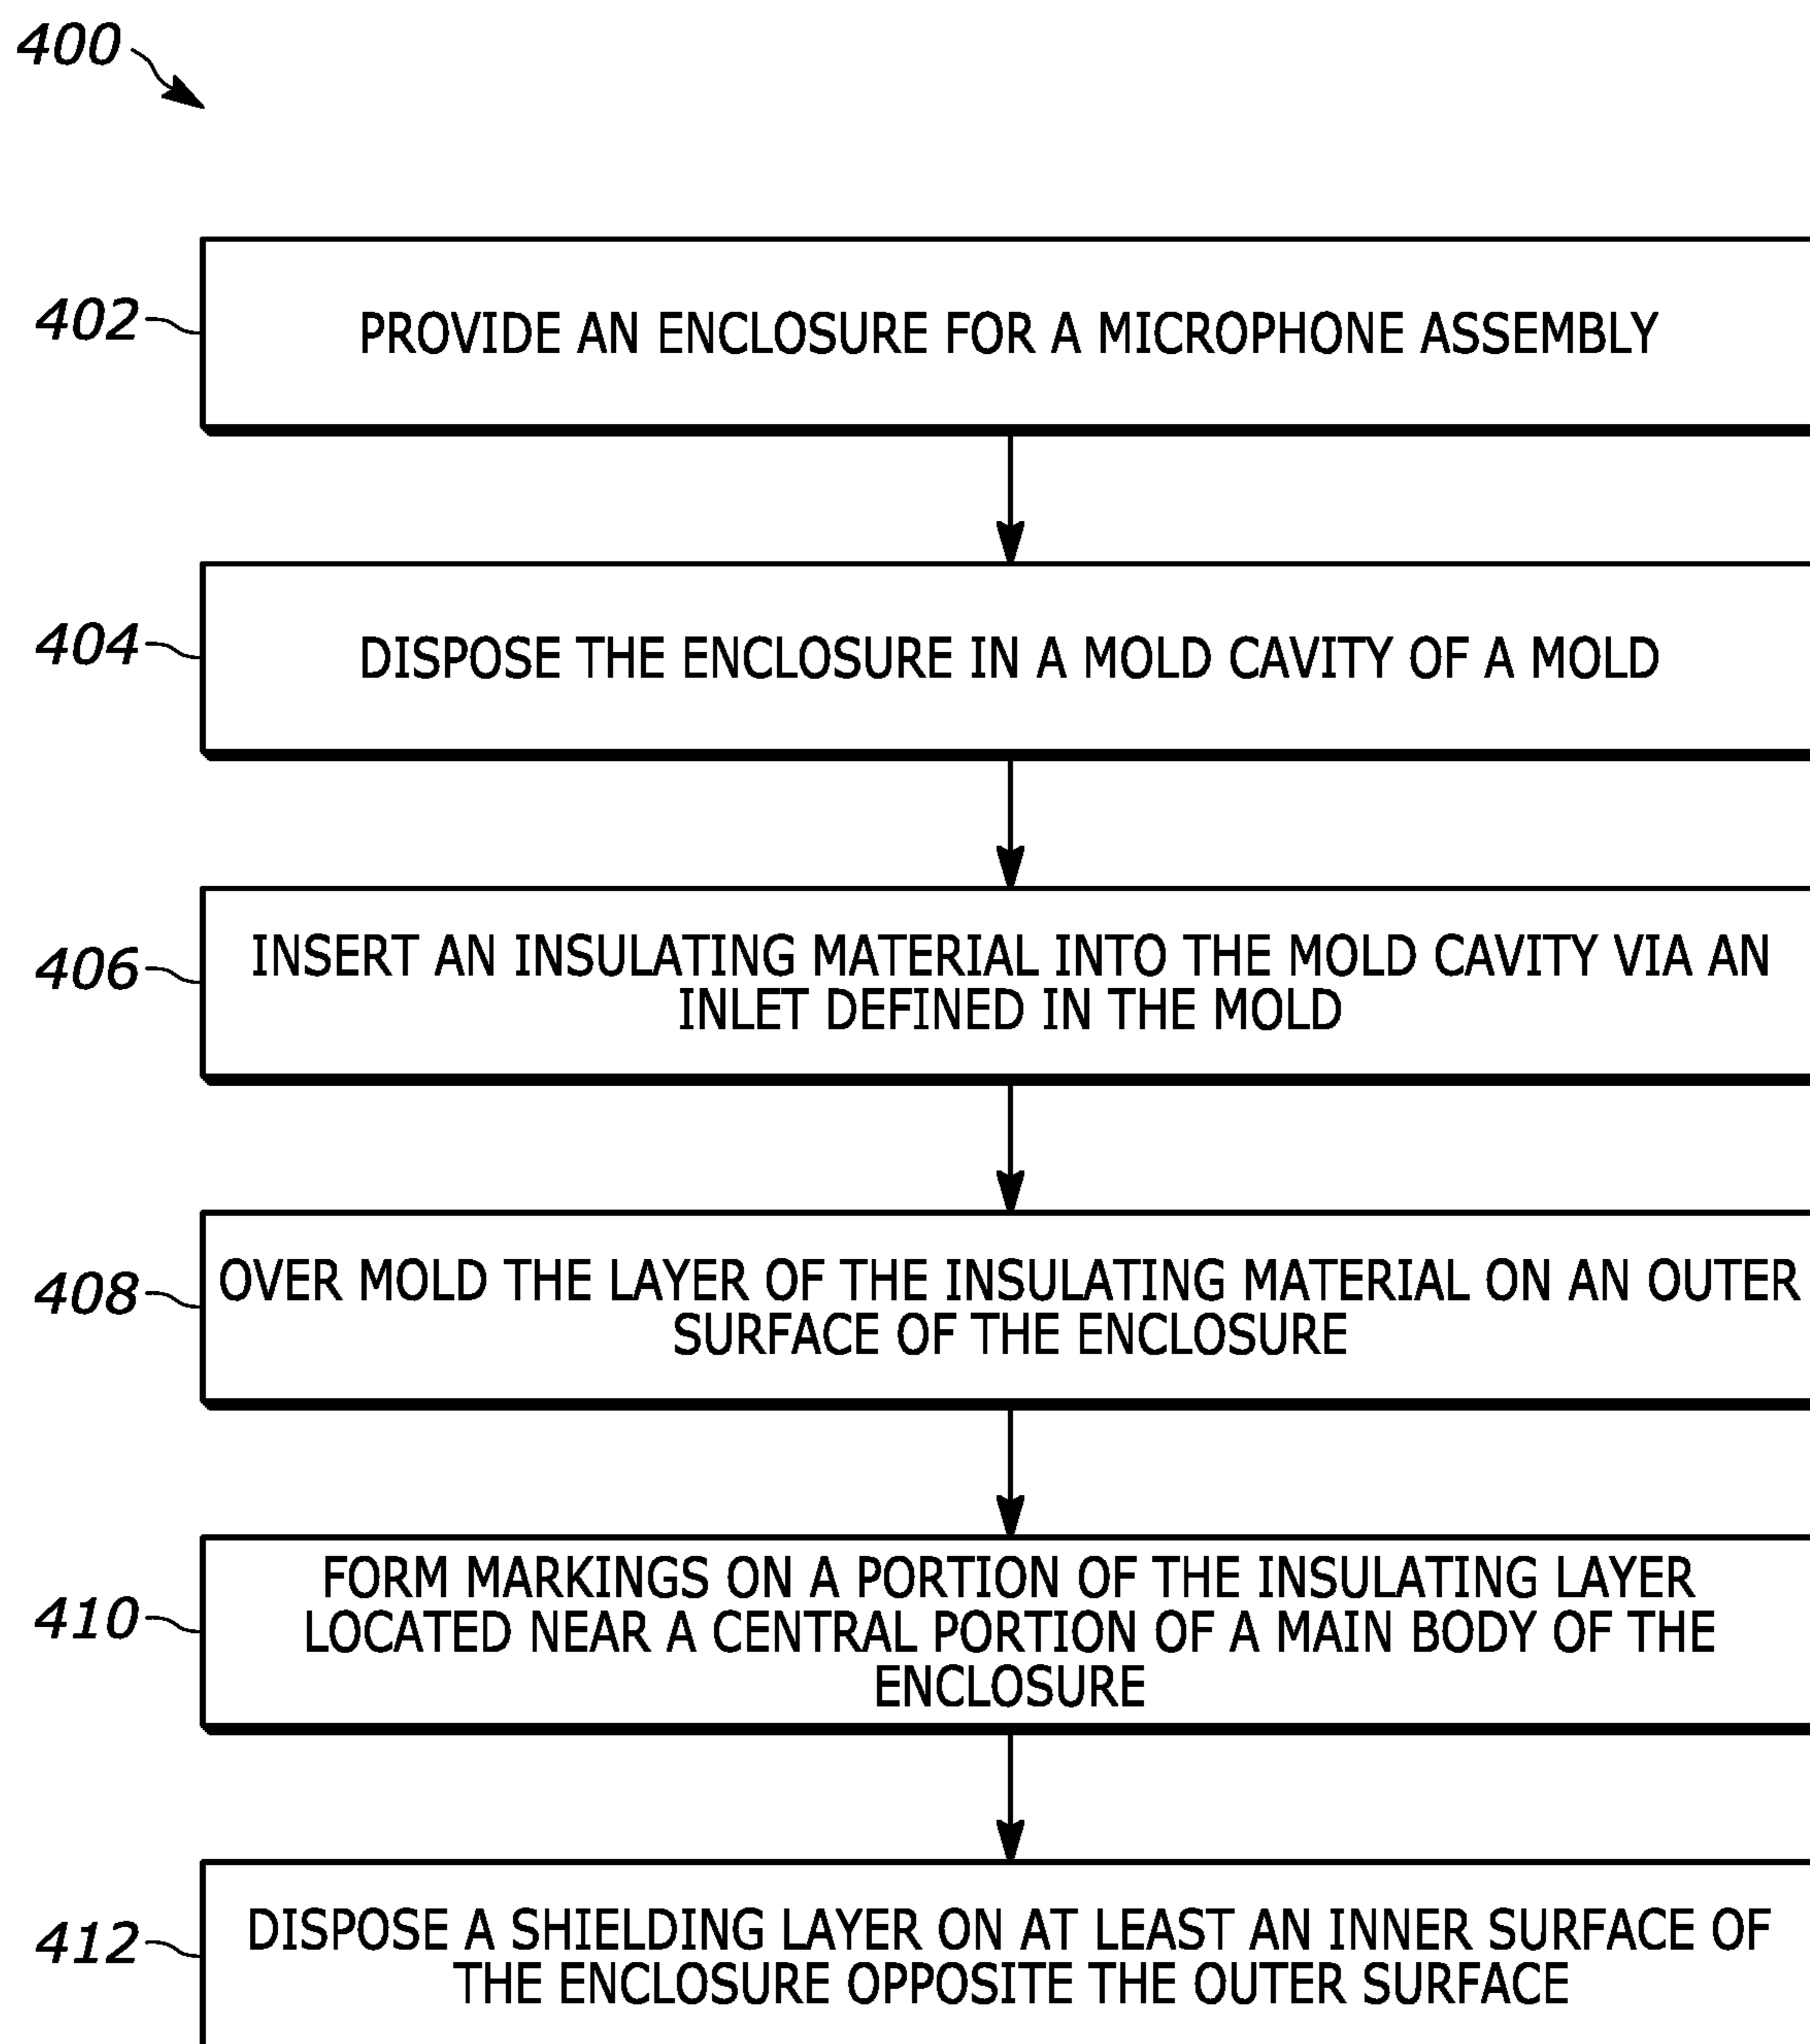 400
402
PROVIDE AN ENCLOSURE FOR A MICROPHONE ASSEMBLY
404
DISPOSE THE ENCLOSURE IN A MOLD CAVITY OF A MOLD
406
INSERT AN INSULATING MATERIAL INTO THE MOLD CAVITY VIA AN
INLET DEFINED IN THE MOLD
408
OVER MOLD THE LAYER OF THE INSULATING MATERIAL ON AN OUTER
SURFACE OF THE ENCLOSURE
410
FORM MARKINGS ON A PORTION OF THE INSULATING LAYER
LOCATED NEAR A CENTRAL PORTION OF A MAIN BODY OF THE
ENCLOSURE
412
DISPOSE A SHIELDING LAYER ON AT LEAST AN INNER SURFACE OF
THE ENCLOSURE OPPOSITE THE OUTER SURFACE